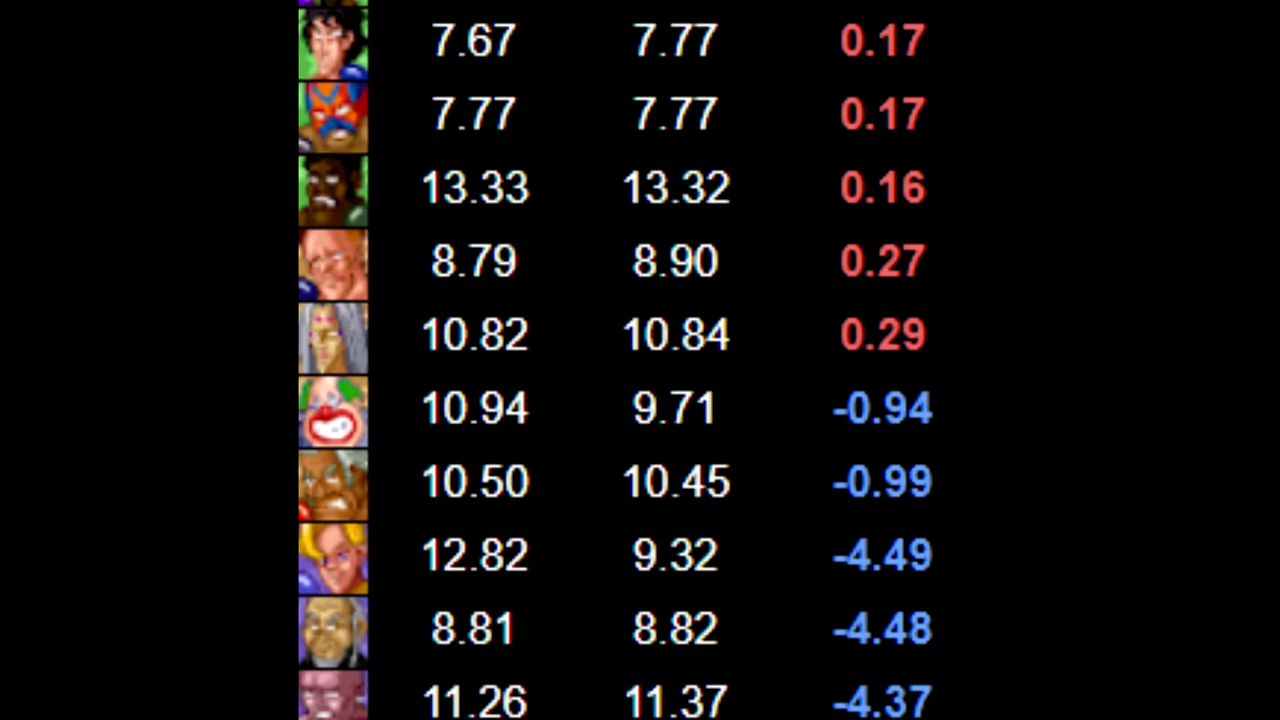 7.67 7.77 0.17
7.77 7.77 0.17
13.33 13.32 0.16
8.79 8.90 0.27
10.82 10.84 0.29
10.94 9.71 -0.94
10.50 10.45 -0.99
12.82 9.32 -4.49
8.81 8.82 -4.48
11.26 11.37 -4.37